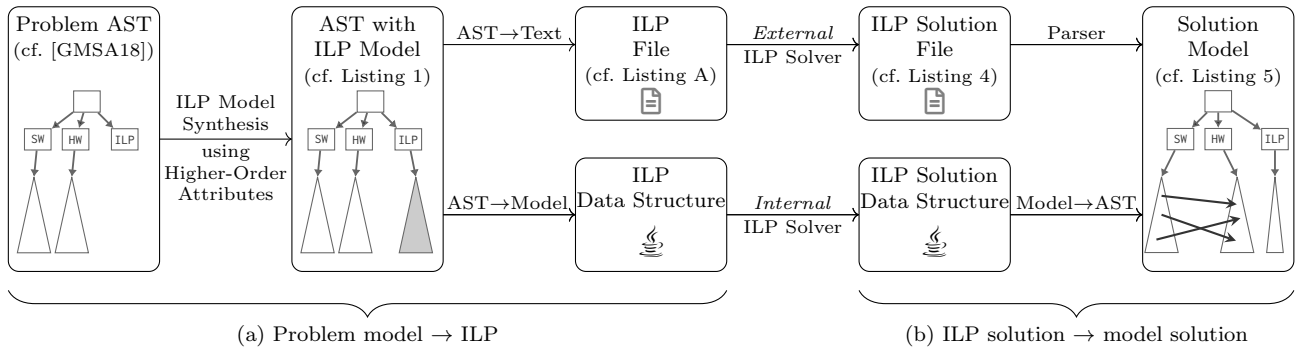 Problem AST
(cf. [GMSA18])
SW
HW
ILP
ILP Model
Synthesis
using
Higher-Order
Attributes
AST with
ILP Model
(cf. Listing 1)
SW
HW
ILP
AST→Text
AST→Model
ILP
File
(cf. Listing A)
ILP
Data Structure
External
ILP Solver
Internal
ILP Solver
ILP Solution
File
(cf. Listing 4)
ILP Solution
Data Structure
Parser
Model→AST
Solution
Model
(cf. Listing 5)
SW
HW
ILP
(a) Problem model → ILP
(b) ILP solution → model solution